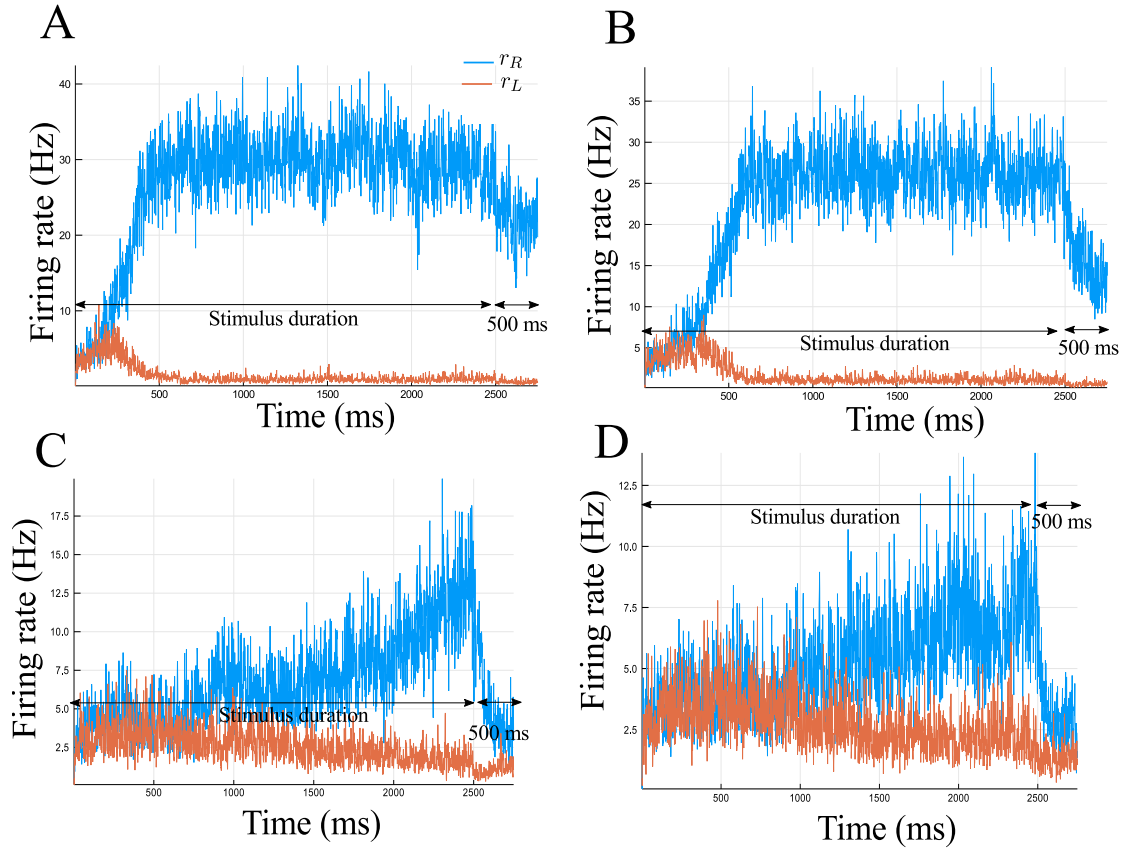 A
r_R
r_L
40
30
20
10
Firing rate (Hz)
Stimulus duration
500 ms
500
1000
1500
2000
2500
Time (ms)
B
35
30
25
20
15
10
5
Firing rate (Hz)
Stimulus duration
500 ms
500
1000
1500
2000
2500
Time (ms)
C
17.5
15.0
12.5
10.0
7.5
5.0
2.5
Firing rate (Hz)
Stimulus duration
500 ms
500
1000
1500
2000
2500
Time (ms)
D
12.5
10.0
7.5
5.0
2.5
Firing rate (Hz)
Stimulus duration
500 ms
500
1000
1500
2000
2500
Time (ms)